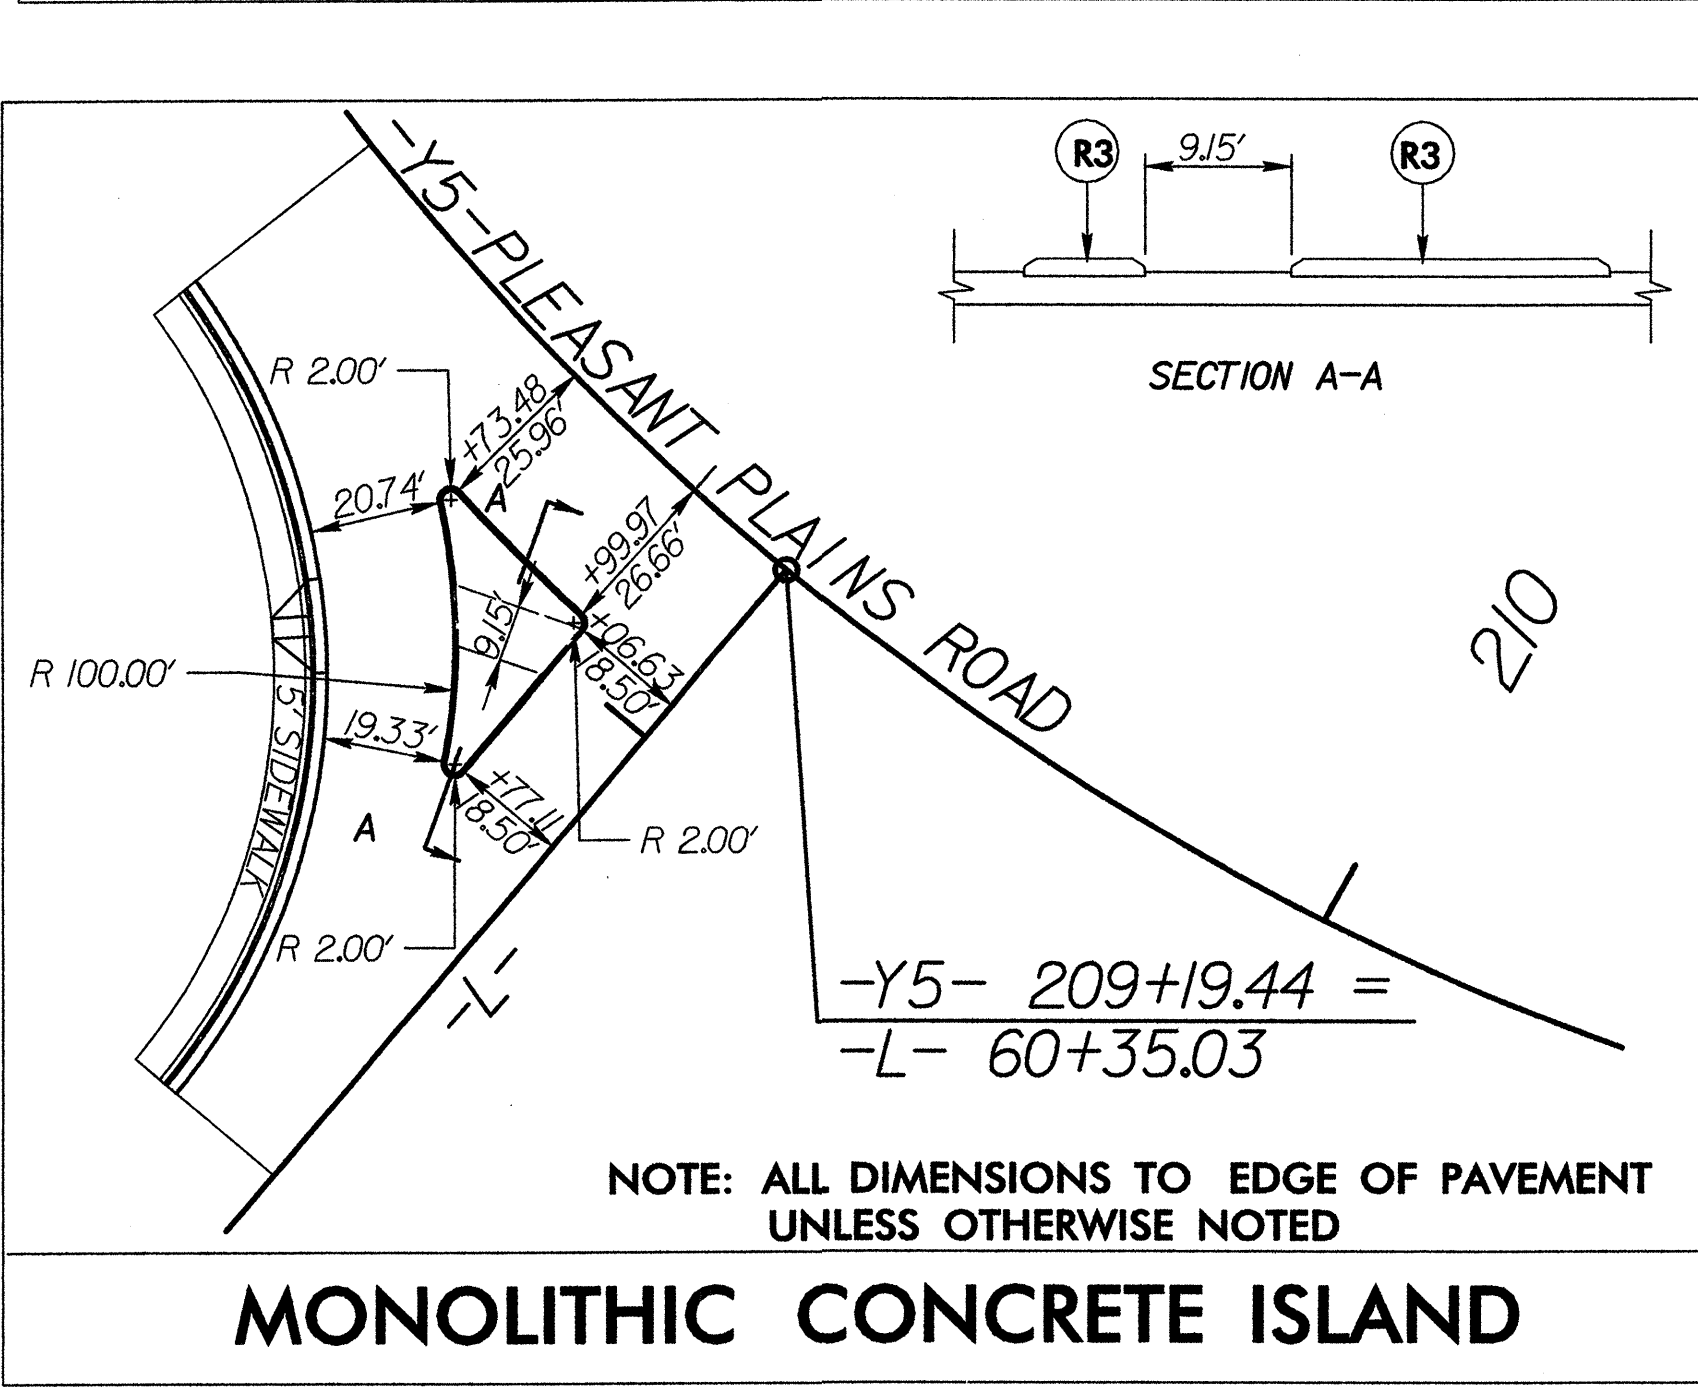 -Y5-PLEASANT PLAINS ROAD
R3
9.15'
R3
SECTION A-A
R 2.00'
+73.48
25.96'
20.74'
A
+99.97
26.66'
9.15'
+06.63
18.50'
210
R 100.00'
5' SIDEWALK
19.33'
+77.11
18.50'
A
R 2.00'
R 2.00'
-L-
-Y5- 209+19.44 =
-L- 60+35.03
NOTE: ALL DIMENSIONS TO EDGE OF PAVEMENT
UNLESS OTHERWISE NOTED
MONOLITHIC CONCRETE ISLAND